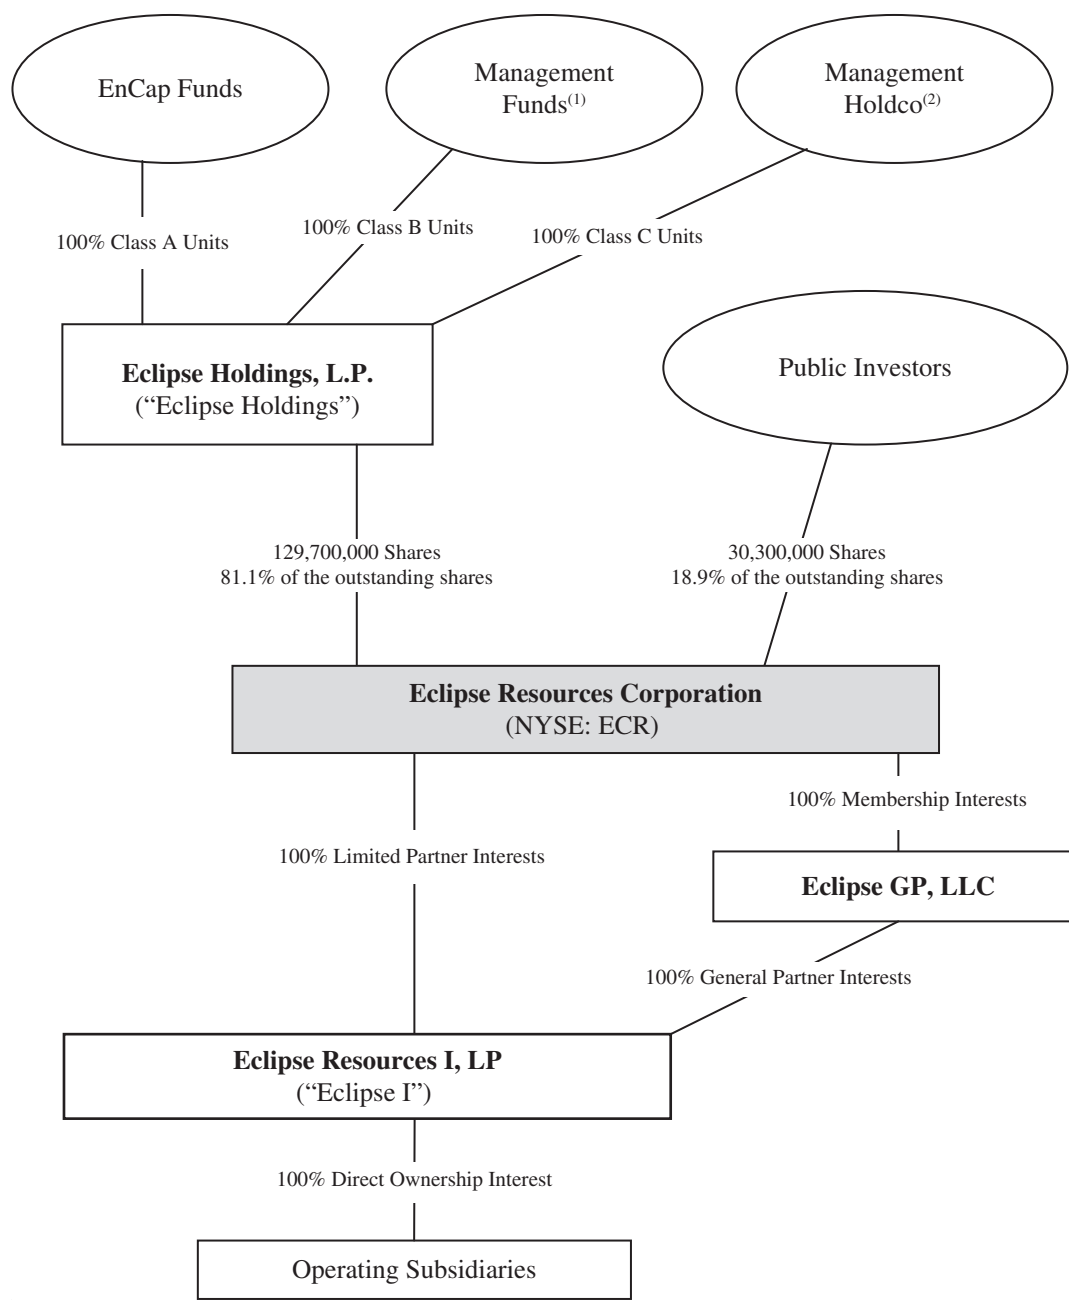 EnCap Funds
Management
Funds(1)
Management
Holdco(2)
100% Class A Units
100% Class B Units
100% Class C Units
Eclipse Holdings, L.P.
(“Eclipse Holdings”)
Public Investors
129,700,000 Shares
81.1% of the outstanding shares
30,300,000 Shares
18.9% of the outstanding shares
Eclipse Resources Corporation
(NYSE: ECR)
100% Membership Interests
100% Limited Partner Interests
Eclipse GP, LLC
100% General Partner Interests
Eclipse Resources I, LP
(“Eclipse I”)
100% Direct Ownership Interest
Operating Subsidiaries